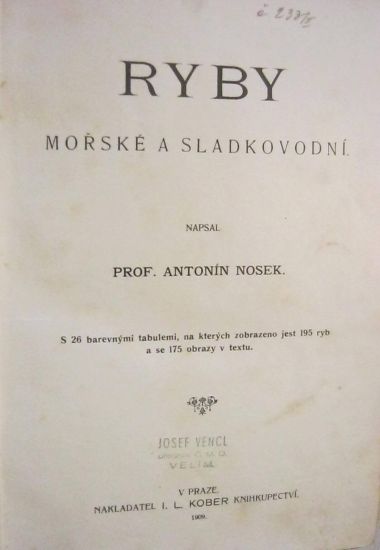 RYBY
MOŘSKÉ A SLADKOVODNÍ.
NAPSAL
PROF. ANTONÍN NOSEK.
S 26 barevnými tabulemi, na kterých zobrazeno jest 195 ryb
a se 175 obrazy v textu.
JOSEF VENCL
VELIM
V PRAZE.
NAKLADATEL I. L. KOBER KNIHKUPECTVÍ.
1909.